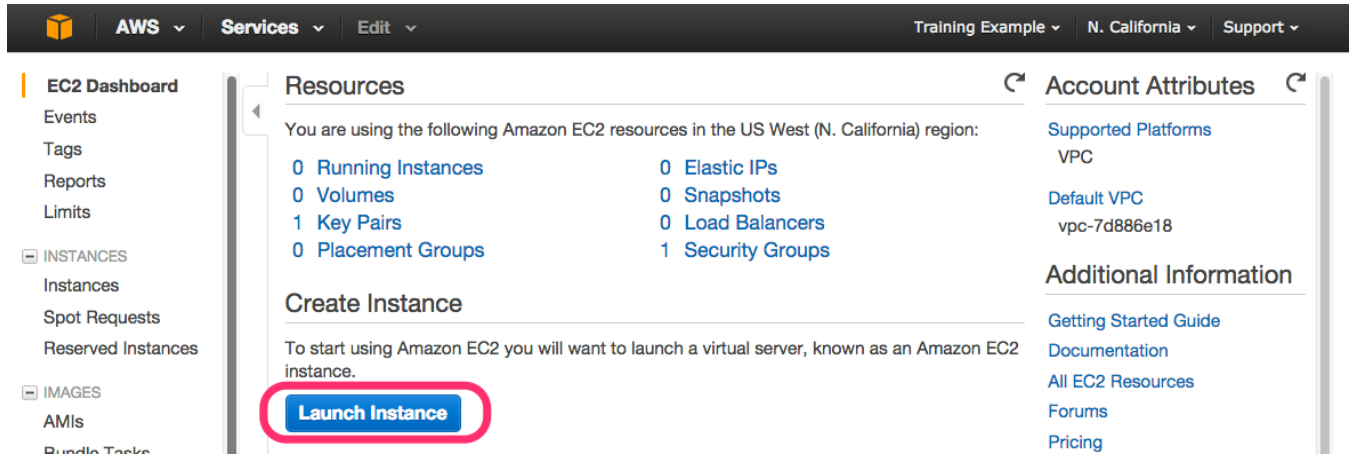 AWS Services Edit Training Example N. California Support
EC2 Dashboard
Events
Tags
Reports
Limits
INSTANCES
Instances
Spot Requests
Reserved Instances
IMAGES
AMIs
Bundle Tasks
Resources
You are using the following Amazon EC2 resources in the US West (N. California) region:
0 Running Instances 0 Elastic IPs
0 Volumes 0 Snapshots
1 Key Pairs 0 Load Balancers
0 Placement Groups 1 Security Groups
Create Instance
To start using Amazon EC2 you will want to launch a virtual server, known as an Amazon EC2
instance.
Launch Instance
Account Attributes
Supported Platforms
VPC
Default VPC
vpc-7d886e18
Additional Information
Getting Started Guide
Documentation
All EC2 Resources
Forums
Pricing